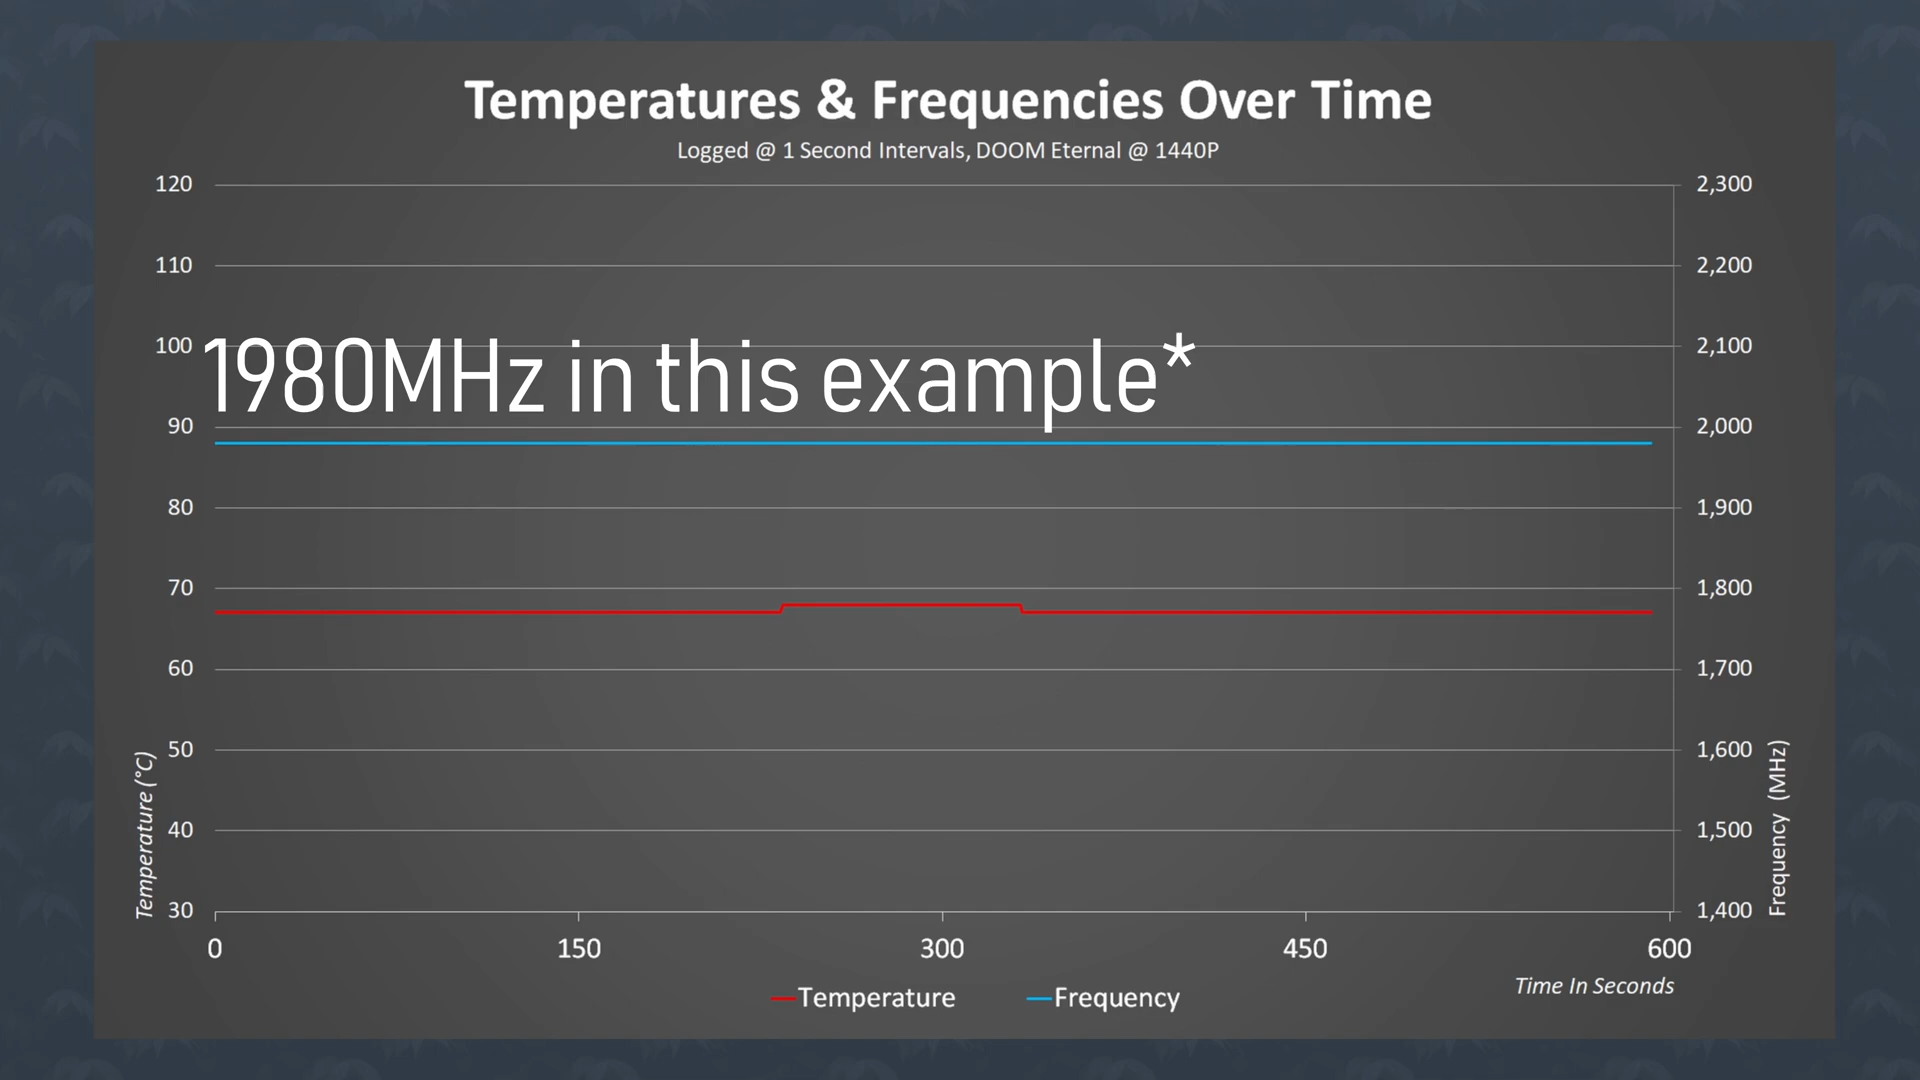 Temperatures & Frequencies Over Time
Logged @ 1 Second Intervals, DOOM Eternal @ 1440P
120
2,300
110
2,200
100
2,100
1980MHz in this example*
90
2,000
80
1,900
70
1,800
60
1,700
50
1,600
40
1,500
30
1,400
Temperature (°C)
Frequency (MHz)
0 150 300 450 600
Time In Seconds
Temperature Frequency